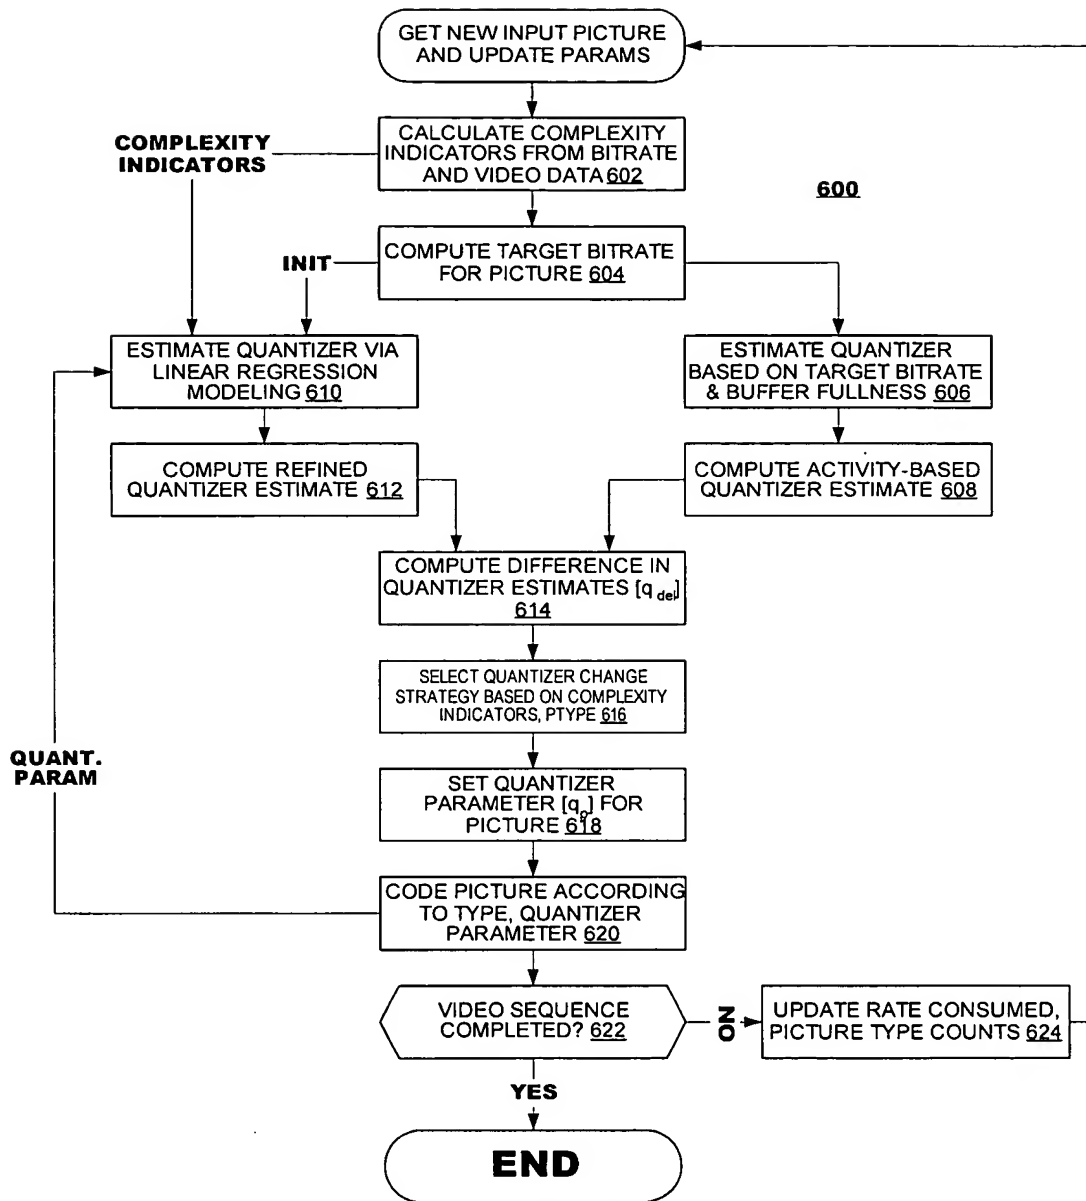 GET NEW INPUT PICTURE
AND UPDATE PARAMS
COMPLEXITY
INDICATORS
CALCULATE COMPLEXITY
INDICATORS FROM BITRATE
AND VIDEO DATA 602
600
INIT
COMPUTE TARGET BITRATE
FOR PICTURE 604
ESTIMATE QUANTIZER VIA
LINEAR REGRESSION
MODELING 610
ESTIMATE QUANTIZER
BASED ON TARGET BITRATE
& BUFFER FULLNESS 606
COMPUTE REFINED
QUANTIZER ESTIMATE 612
COMPUTE ACTIVITY-BASED
QUANTIZER ESTIMATE 608
COMPUTE DIFFERENCE IN
QUANTIZER ESTIMATES [q del]
614
SELECT QUANTIZER CHANGE
STRATEGY BASED ON COMPLEXITY
INDICATORS, PTYPE 616
QUANT.
PARAM
SET QUANTIZER
PARAMETER [qp] FOR
PICTURE 618
CODE PICTURE ACCORDING
TO TYPE, QUANTIZER
PARAMETER 620
VIDEO SEQUENCE
COMPLETED? 622
NO
UPDATE RATE CONSUMED,
PICTURE TYPE COUNTS 624
YES
END